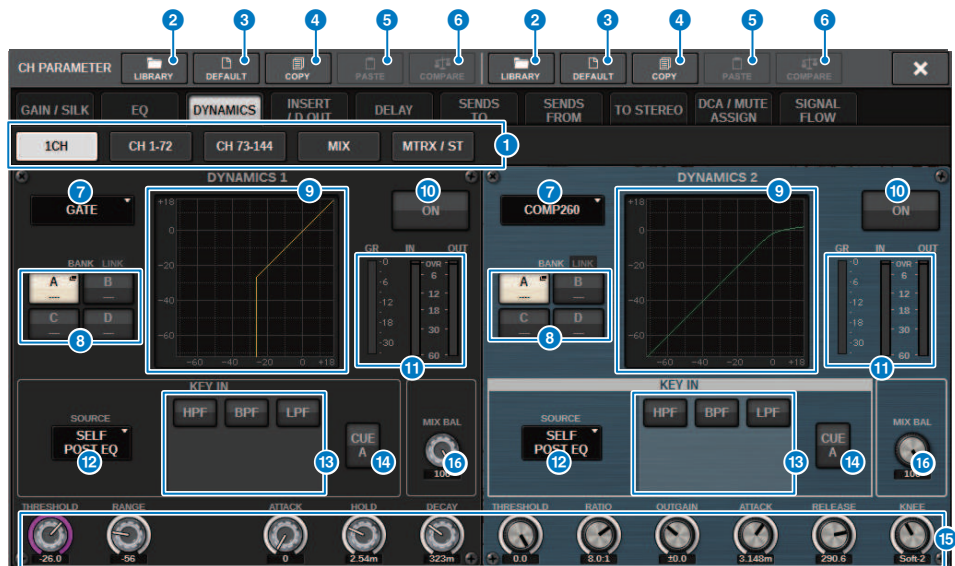 2 3 4 5 6 2 3 4 5 6
CH PARAMETER LIBRARY DEFAULT COPY PASTE COMPARE LIBRARY DEFAULT COPY PASTE COMPARE ×
GAIN / SILK EQ DYNAMICS INSERT / D.OUT DELAY SENDS TO SENDS FROM TO STEREO DCA / MUTE ASSIGN SIGNAL FLOW
1CH CH 1-72 CH 73-144 MIX MTRX / ST 1
DYNAMICS 1
7 9 10
GATE
ON
+18
0
-20
-40
-60
-60 -40 -20 0 +18
BANK LINK
A B
C D
8
GR IN OUT
0 OVR
-6 6
-12 12
-18 18
-30 30
60
11
KEY IN
SOURCE
SELF
POST EQ
12
HPF BPF LPF
13
CUE
A
14
MIX BAL
16
100
THRESHOLD RANGE ATTACK HOLD DECAY
-26.0 -56 0 2.54m 323m
DYNAMICS 2
7 9 10
COMP260
ON
+18
0
-20
-40
-60
-60 -40 -20 0 +18
BANK LINK
A B
C D
8
GR IN OUT
0 OVR
-6 6
-12 12
-18 18
-30 30
60
11
KEY IN
SOURCE
SELF
POST EQ
12
HPF BPF LPF
13
CUE
A
14
MIX BAL
16
100
THRESHOLD RATIO OUTGAIN ATTACK RELEASE KNEE
0.0 8.0:1 ±0.0 3.148m 290.6 Soft-2
15